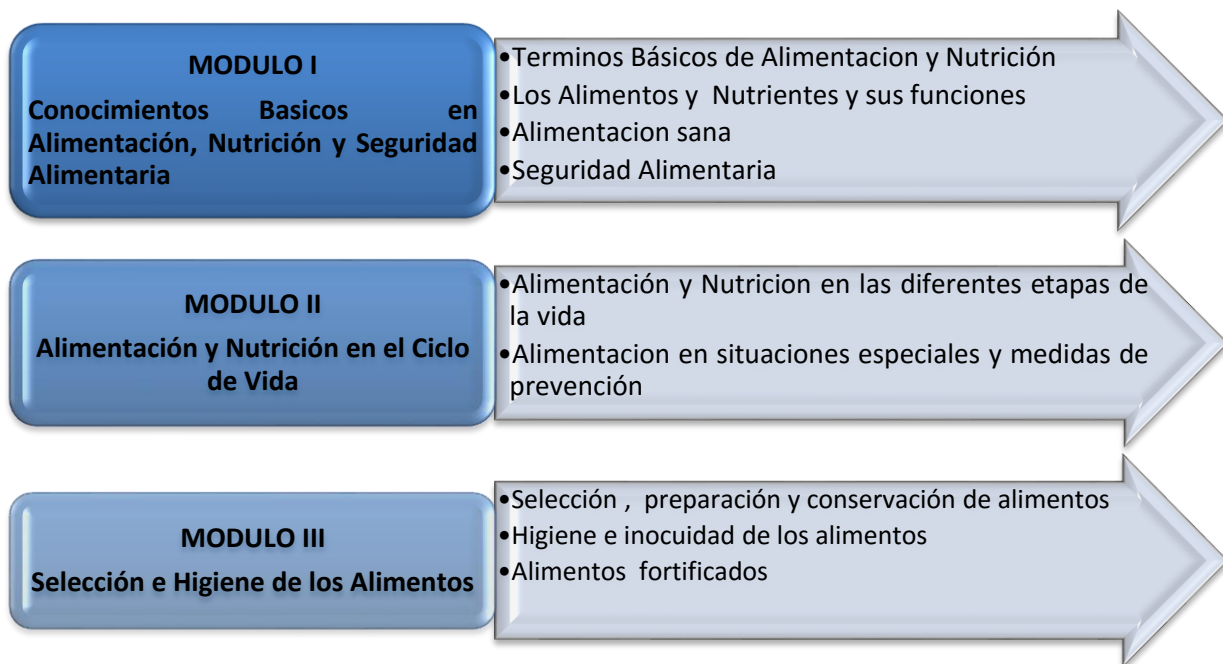 MODULO I
Conocimientos Basicos en
Alimentación, Nutrición y Seguridad
Alimentaria
•Terminos Básicos de Alimentacion y Nutrición
•Los Alimentos y Nutrientes y sus funciones
•Alimentacion sana
•Seguridad Alimentaria
MODULO II
Alimentación y Nutrición en el Ciclo
de Vida
•Alimentación y Nutricion en las diferentes etapas de
la vida
•Alimentacion en situaciones especiales y medidas de
prevención
MODULO III
Selección e Higiene de los Alimentos
•Selección , preparación y conservación de alimentos
•Higiene e inocuidad de los alimentos
•Alimentos fortificados